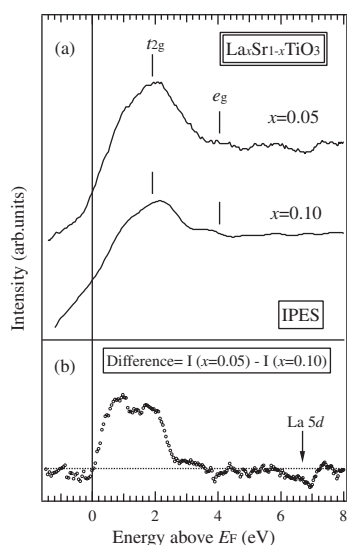 (a)
t2g
LaxSr1-xTiO3
eg
x=0.05
x=0.10
Intensity (arb.units)
IPES
(b)
Difference= I (x=0.05) - I (x=0.10)
La 5d
0 2 4 6 8
Energy above EF (eV)